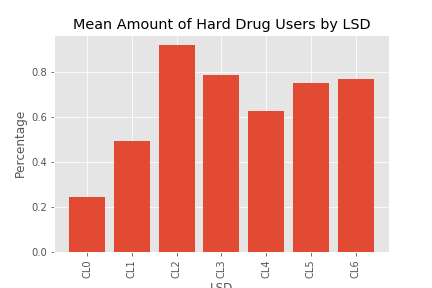 Mean Amount of Hard Drug Users by LSD
Percentage
0.8
0.6
0.4
0.2
0.0
CL0 CL1 CL2 CL3 CL4 CL5 CL6
LSD